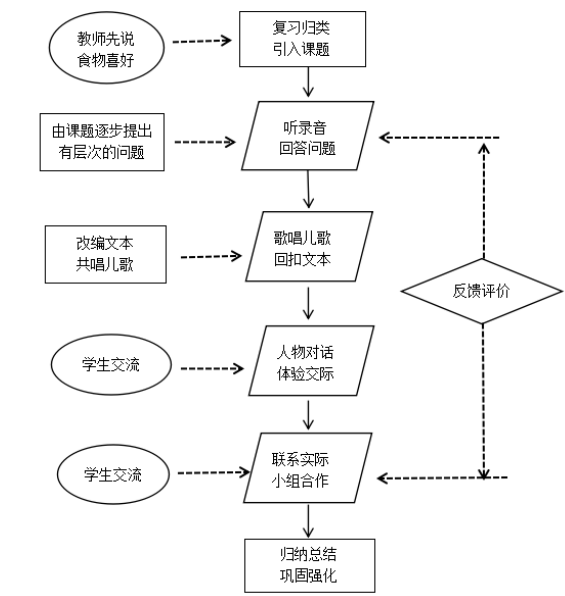 教师先说
食物喜好
复习归类
引入课题
由课题逐步提出
有层次的问题
听录音
回答问题
改编文本
共唱儿歌
歌唱儿歌
回扣文本
反馈评价
学生交流
人物对话
体验交际
学生交流
联系实际
小组合作
归纳总结
巩固强化